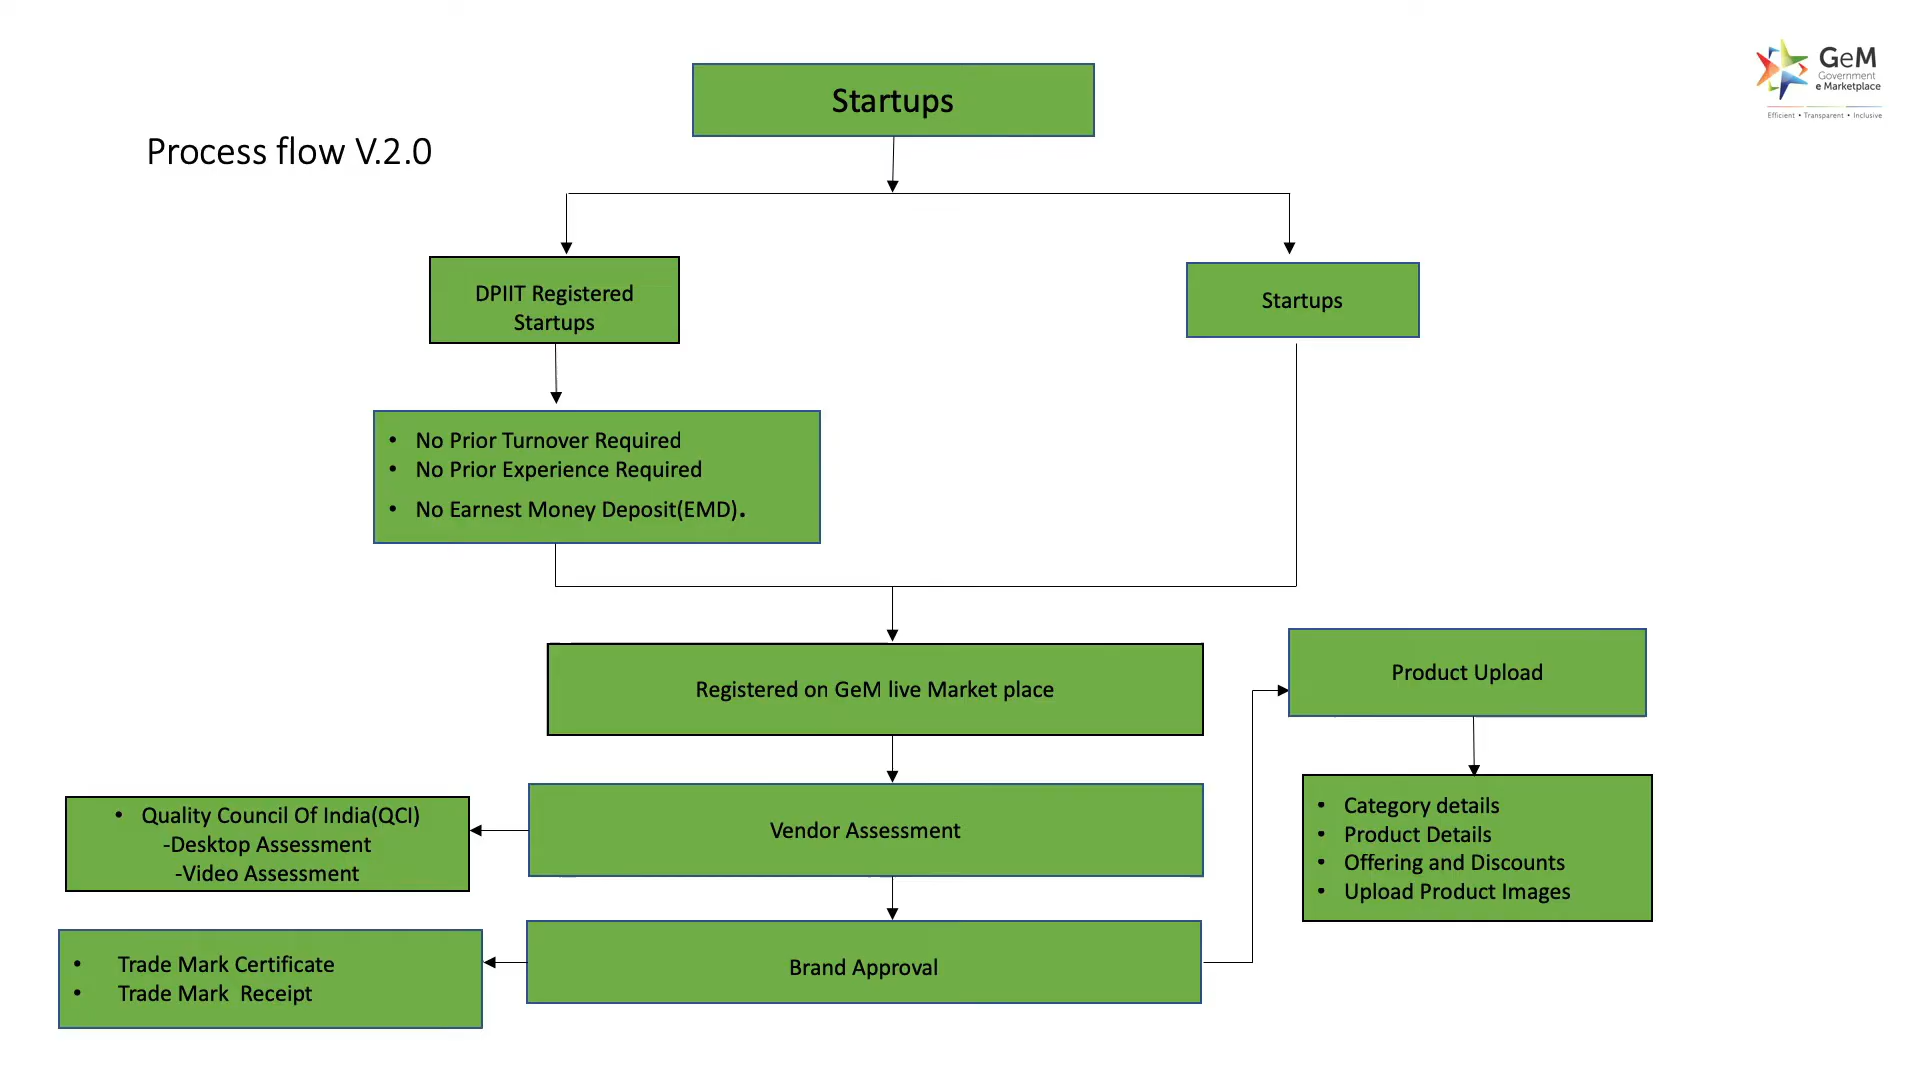 GeM
Government
e Marketplace
Efficient • Transparent • Inclusive
Startups
Process flow V.2.0
DPIIT Registered
Startups
Startups
• No Prior Turnover Required
• No Prior Experience Required
• No Earnest Money Deposit(EMD).
Registered on GeM live Market place
Product Upload
Vendor Assessment
• Quality Council Of India(QCI)
-Desktop Assessment
-Video Assessment
• Category details
• Product Details
• Offering and Discounts
• Upload Product Images
Brand Approval
• Trade Mark Certificate
• Trade Mark  Receipt